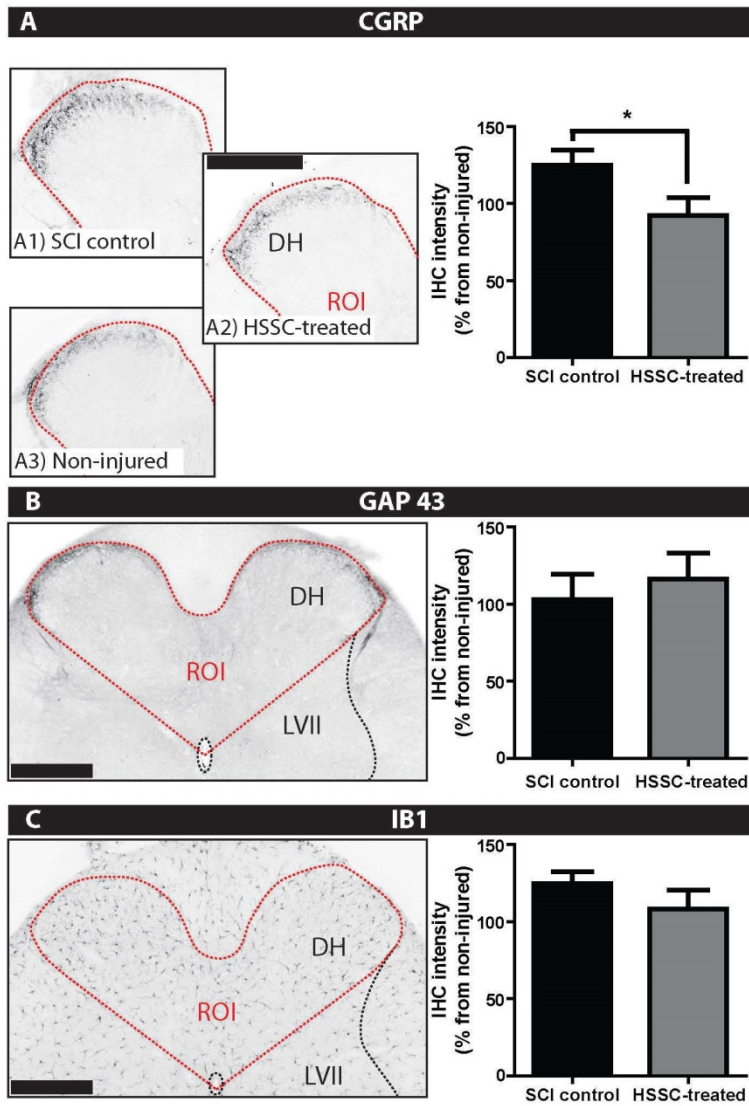 A CGRP
A1) SCI control
DH
ROI
A2) HSSC-treated
A3) Non-injured
IHC intensity
(% from non-injured)
150
100
50
0
*
SCI control HSSC-treated
B GAP 43
DH
ROI
LVII
IHC intensity
(% from non-injured)
150
100
50
0
SCI control HSSC-treated
C IB1
DH
ROI
LVII
IHC intensity
(% from non-injured)
150
100
50
0
SCI control HSSC-treated